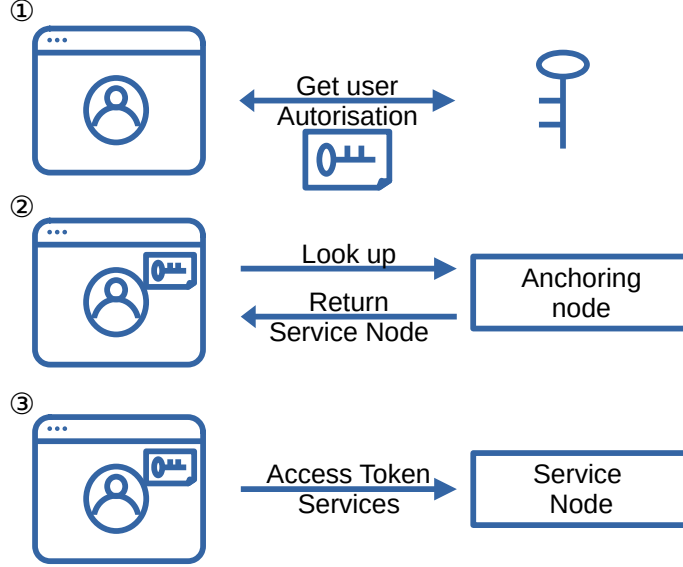 ①
Get user
Autorisation
②
Look up
Return
Service Node
Anchoring
node
③
Access Token
Services
Service
Node